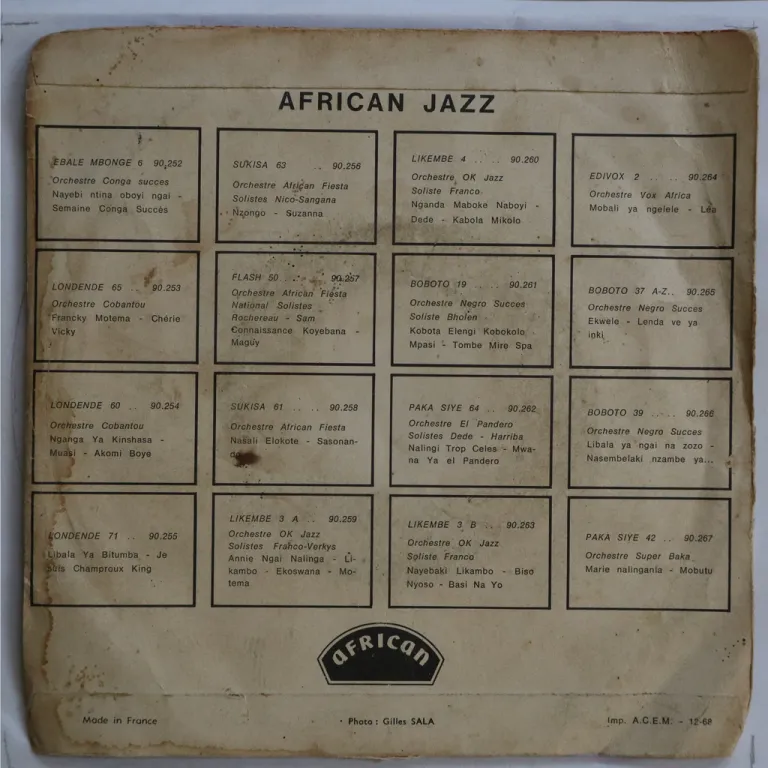 AFRICAN JAZZ
EBALE MBONGE 6 90.252
Orchestre Conga succes
Nayebi ntina oboyi ngai -
Semaine Conga Succès
LONDENDE 65 .. 90.253
Orchestre Cobantou
Francky Motema - Chérie
Vicky
LONDENDE 60 .. 90.254
Orchestre Cobantou
Nganga Ya Kinshasa -
Muasi - Akomi Boye
LONDENDE 71 .. 90.255
Libala Ya Bitumba - Je
suis Champroux King
SUKISA 63 .. 90.256
Orchestre African Fiesta
Solistes Nico-Sangana
Nzongo - Suzanna
FLASH 50 .. .. 90.257
Orchestre African Fiesta
National Solistes
Rochereau - Sam
Connaissance Koyebana -
Maguy
SUKISA 61 .. .. 90.258
Orchestre African Fiesta
Nasali Elokote - Sasonan-
LIKEMBE 3 A .. 90.259
Orchestre OK Jazz
Solistes Franco-Verkys
Annie Ngai Nalinga - Li-
kambo - Ekoswana - Mo-
tema
LIKEMBE 4 .. .. 90.260
Orchestre OK Jazz
Soliste Franco
Nganda Maboke Naboyi -
Dede - Kabola Mikolo
BOBOTO 19 .. .. 90.261
Orchestre Negro Succes
Soliste Bholen
Kobota Elengi Kobokolo
Mpasi - Tombe Mire Spa
PAKA SIYE 64 .. 90.262
Orchestre El Pandero
Solistes Dede - Harriba
Nalingi Trop Celes - Mwa-
na Ya el Pandero
LIKEMBE 3 B .. 90.263
Orchestre OK Jazz
Soliste Franco
Nayebaki Likambo - Biso
Nyoso - Basi Na Yo
EDIVOX 2 .. .. 90.264
Orchestre Vox Africa
Mobali ya ngelele - Léa
BOBOTO 37 A-Z.. 90.265
Orchestre Negro Succes
Ekwele - Lenda ve ya
inki
BOBOTO 39 .. .. 90.266
Orchestre Negro Succes
Libala ya ngai na zozo -
Nasembelaki nzambe ya...
PAKA SIYE 42 .. 90.267
Orchestre Super Baka
Marie nalingania - Mobutu
AFRICAN
Made in France
Photo : Gilles SALA
Imp. A.C.E.M. - 12-68